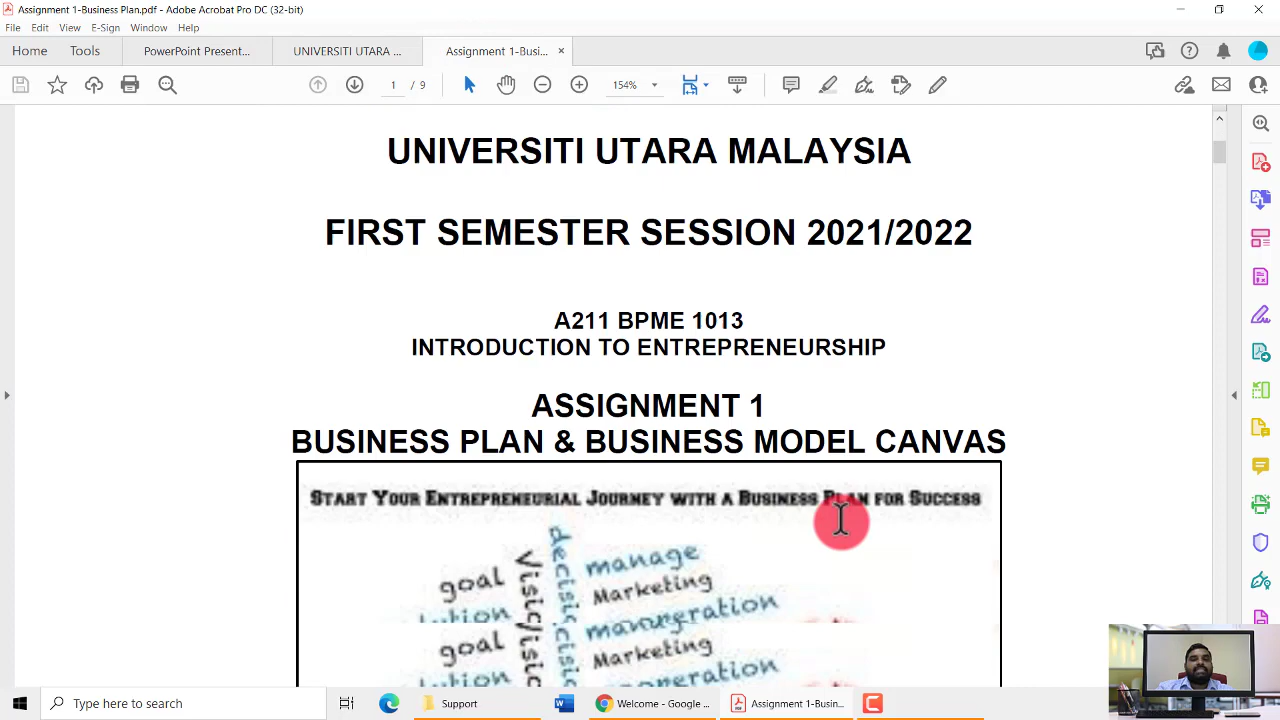 Assignment 1-Business Plan.pdf - Adobe Acrobat Pro DC (32-bit)
File Edit View E-Sign Window Help
Home Tools PowerPoint Present... UNIVERSITI UTARA ... Assignment 1-Busi... ×
1 / 9 154%
UNIVERSITI UTARA MALAYSIA
FIRST SEMESTER SESSION 2021/2022
A211 BPME 1013
INTRODUCTION TO ENTREPRENEURSHIP
ASSIGNMENT 1
BUSINESS PLAN & BUSINESS MODEL CANVAS
START YOUR ENTREPRENEURIAL JOURNEY WITH A BUSINESS PLAN FOR SUCCESS
manage
goal
Marketing
goal
Marketing
Type here to search
Welcome - Google ...
Assignment 1-Busin...